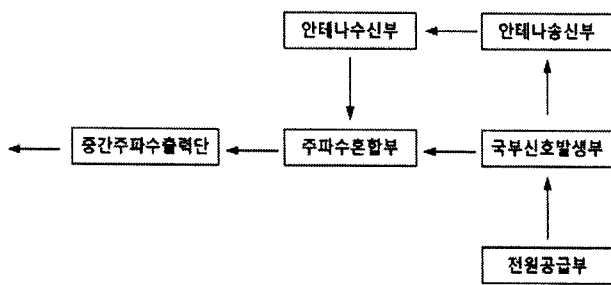 안테나수신부
안테나송신부
중간주파수출력단
주파수혼합부
국부신호발생부
전원공급부